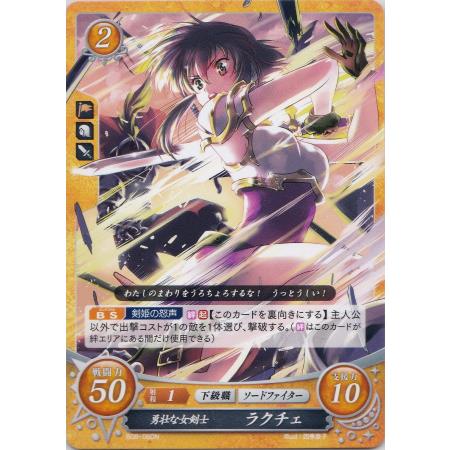 2
わたしのまわりをうろちょろするな！ うっとうしい！
BS 剣姫の怒声 絆 起 【このカードを裏向きにする】 主人公
以外で出撃コストが1の敵を1体選び、撃破する。（絆はこのカードが
絆エリアにある間だけ使用できる）
戦闘力 50
射程 1
下級職 ソードファイター
支援力 10
勇壮な女剣士 ラクチェ